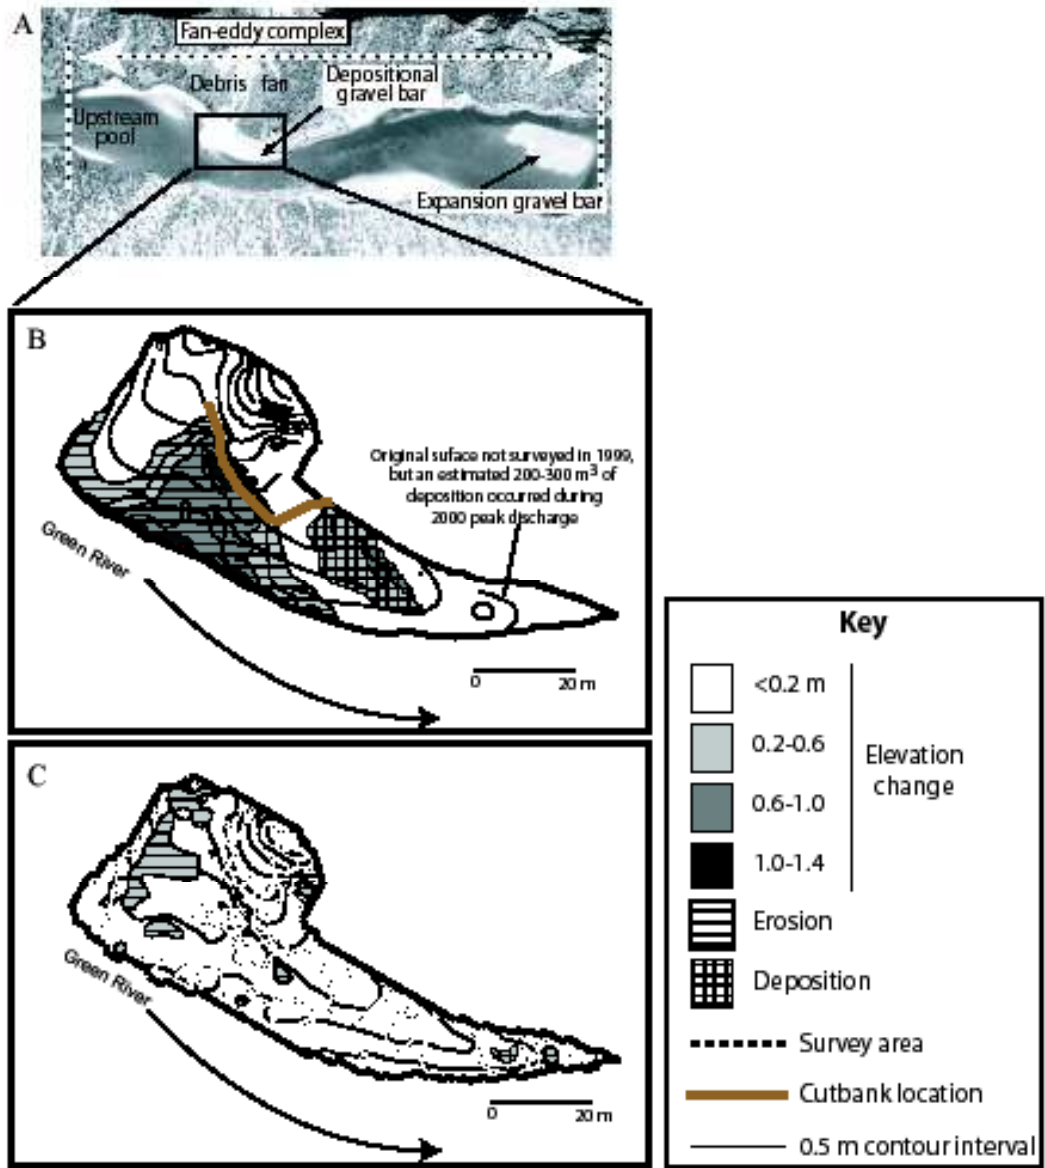 A
Fan-eddy complex
Debris fan
Depositional
gravel bar
Upstream
pool
Expansion gravel bar
B
Original suface not surveyed in 1999,
but an estimated 200-300 m³ of
deposition occurred during
2000 peak discharge
Green River
0 20 m
C
Green River
0 20 m
Key
<0.2 m
0.2-0.6
0.6-1.0
1.0-1.4
Elevation
change
Erosion
Deposition
Survey area
Cutbank location
0.5 m contour interval